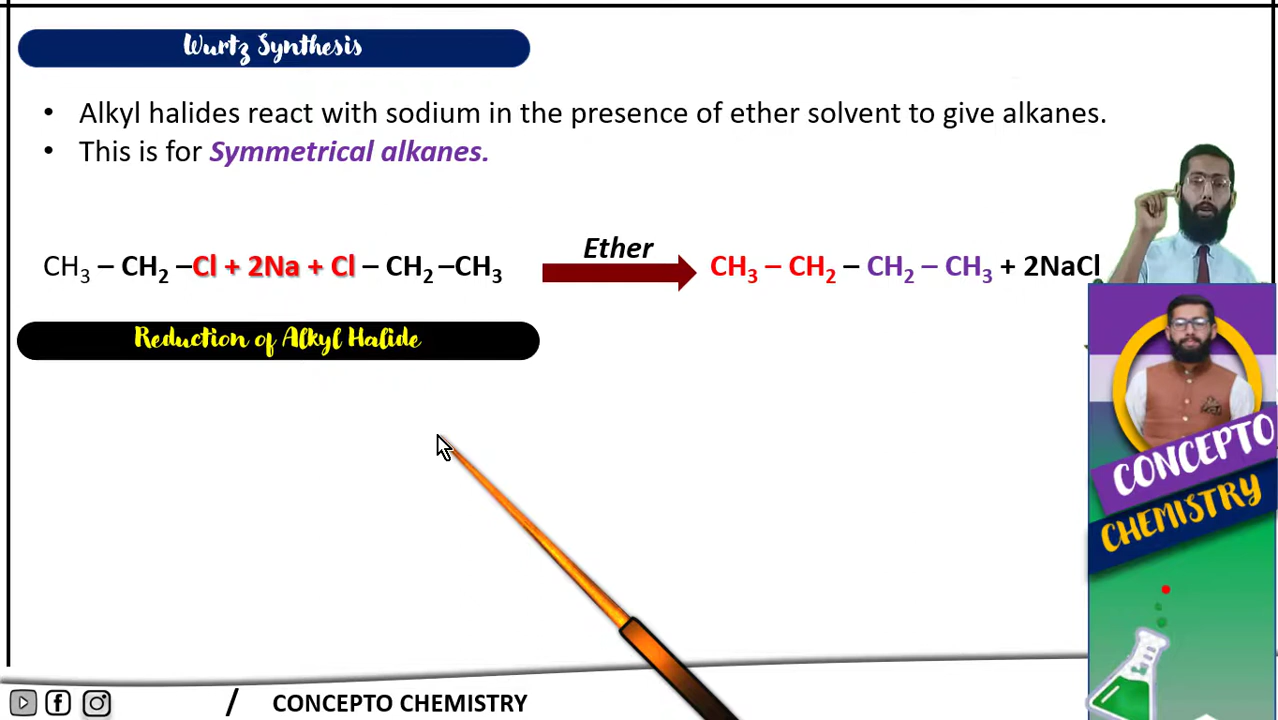 Wurtz Synthesis
• Alkyl halides react with sodium in the presence of ether solvent to give alkanes.
• This is for Symmetrical alkanes.
CH₃ – CH₂ –Cl + 2Na + Cl – CH₂ –CH₃ Ether CH₃ – CH₂ – CH₂ – CH₃ + 2NaCl
Reduction of Alkyl Halide
CONCEPTO
CHEMISTRY
/ CONCEPTO CHEMISTRY